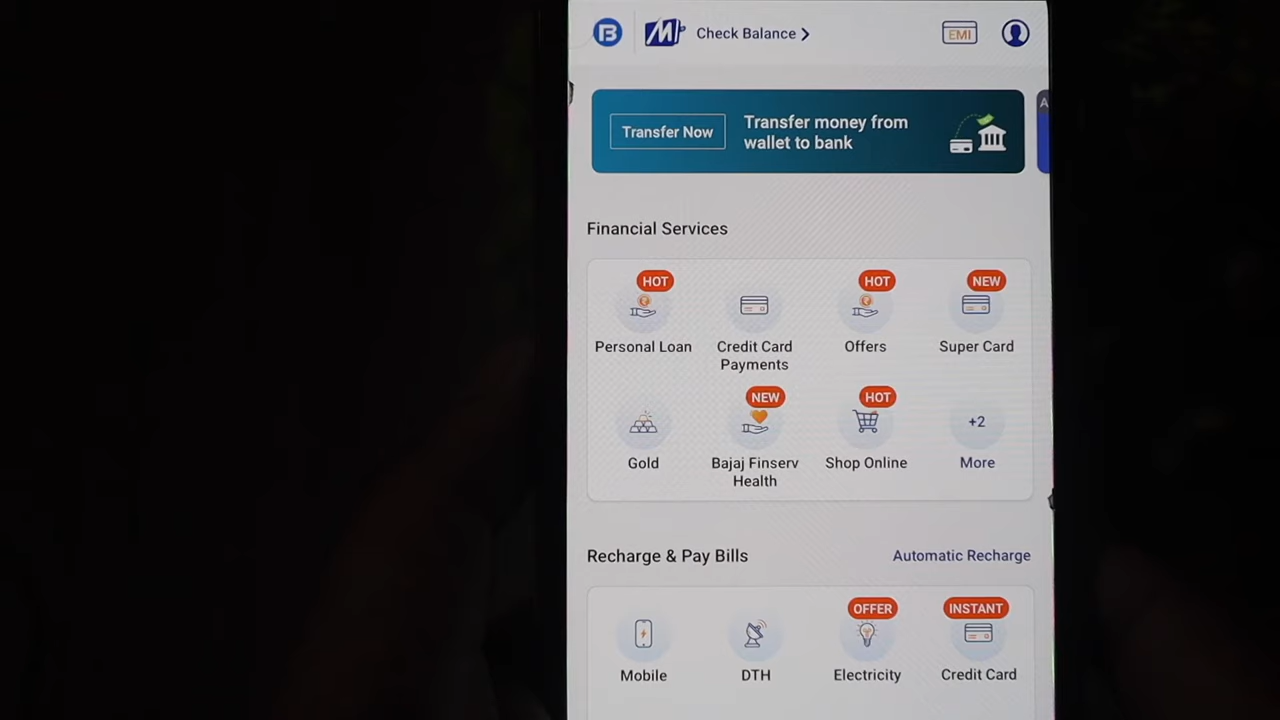 B
Check Balance >
EMI
Transfer Now
Transfer money from
wallet to bank
A
Financial Services
HOT
HOT
NEW
Personal Loan
Credit Card
Payments
Offers
Super Card
NEW
HOT
+2
Gold
Bajaj Finserv
Health
Shop Online
More
Recharge & Pay Bills
Automatic Recharge
OFFER
INSTANT
Mobile
DTH
Electricity
Credit Card